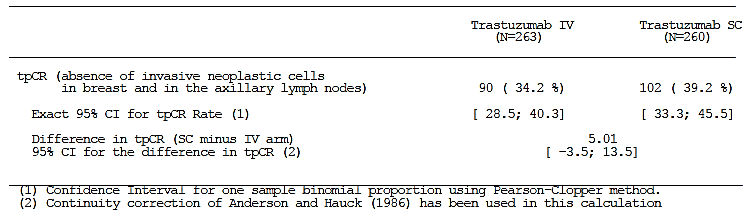 Trastuzumab IV Trastuzumab SC
(N=263) (N=260)
tpCR (absence of invasive neoplastic cells
in breast and in the axillary lymph nodes) 90 ( 34.2 %) 102 ( 39.2 %)
Exact 95% CI for tpCR Rate (1) [ 28.5; 40.3] [ 33.3; 45.5]
Difference in tpCR (SC minus IV arm) 5.01
95% CI for the difference in tpCR (2) [ -3.5; 13.5]
(1) Confidence Interval for one sample binomial proportion using Pearson-Clopper method.
(2) Continuity correction of Anderson and Hauck (1986) has been used in this calculation